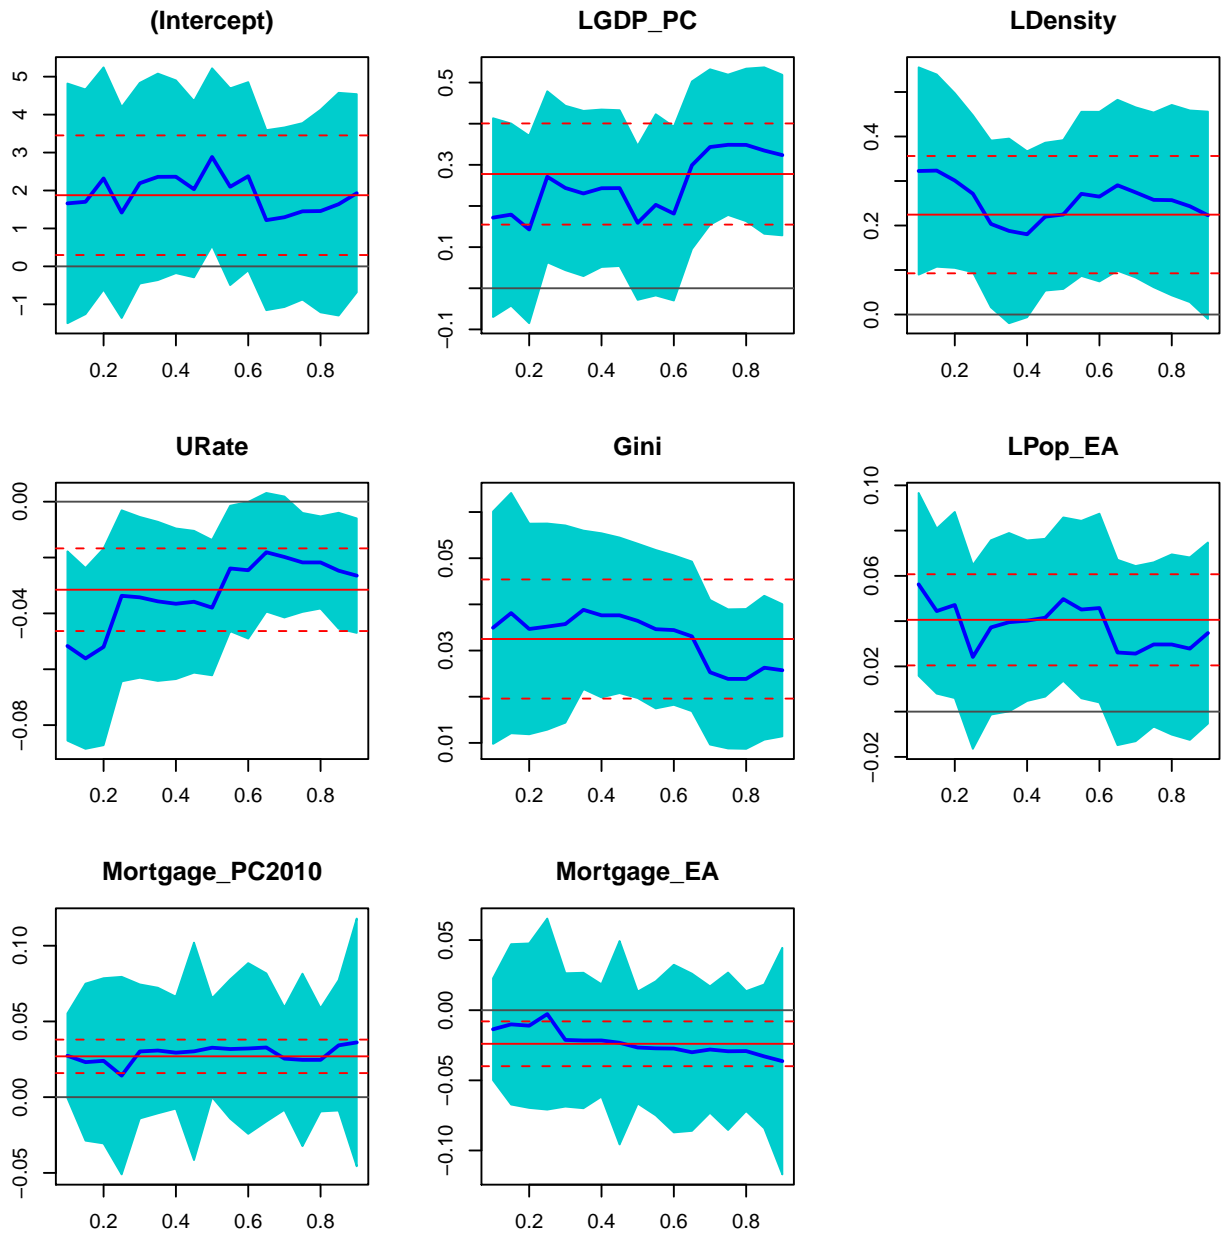 (Intercept) LGDP_PC LDensity
5 4 3 2 1 0 −1
0.2 0.4 0.6 0.8
0.5 0.3 0.1 −0.1
0.2 0.4 0.6 0.8
0.4 0.2 0.0
0.2 0.4 0.6 0.8
URate Gini LPop_EA
0.00 −0.04 −0.08
0.2 0.4 0.6 0.8
0.05 0.03 0.01
0.2 0.4 0.6 0.8
0.10 0.06 0.02 −0.02
0.2 0.4 0.6 0.8
Mortgage_PC2010 Mortgage_EA
0.10 0.05 0.00 −0.05
0.2 0.4 0.6 0.8
0.05 0.00 −0.05 −0.10
0.2 0.4 0.6 0.8